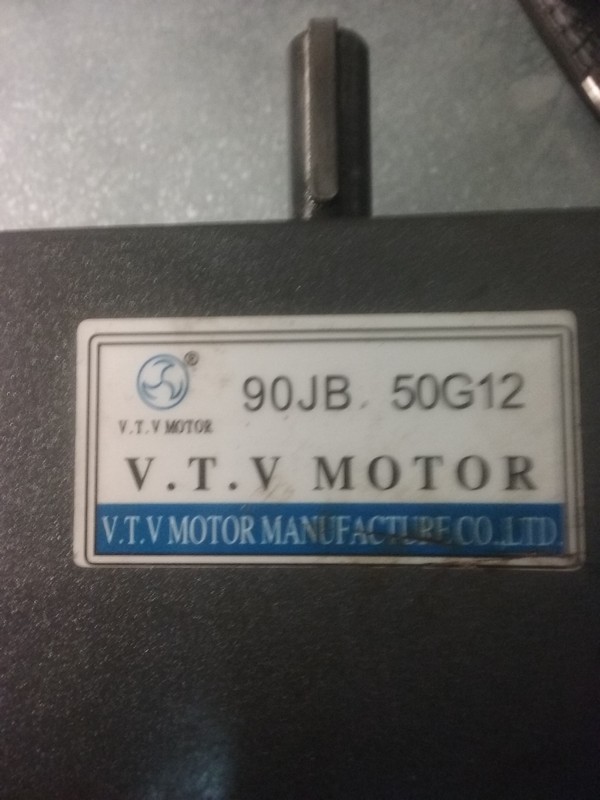 ®
90JB. 50G12
V.T.V MOTOR
V.T.V MOTOR
V.T.V MOTOR MANUFACTURE CO.,LTD.